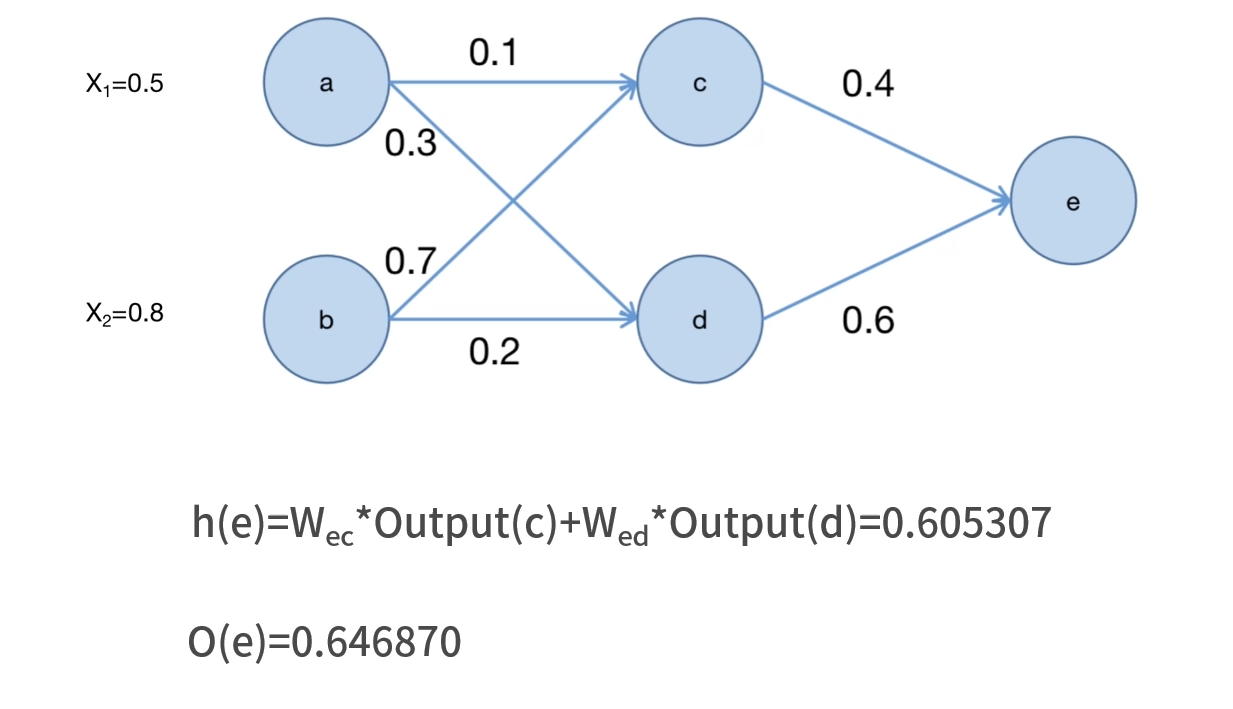 X₁=0.5
a
0.1
c
0.4
0.3
e
0.7
X₂=0.8
b
0.2
d
0.6
h(e)=Wₑc*Output(c)+Wₑd*Output(d)=0.605307
O(e)=0.646870